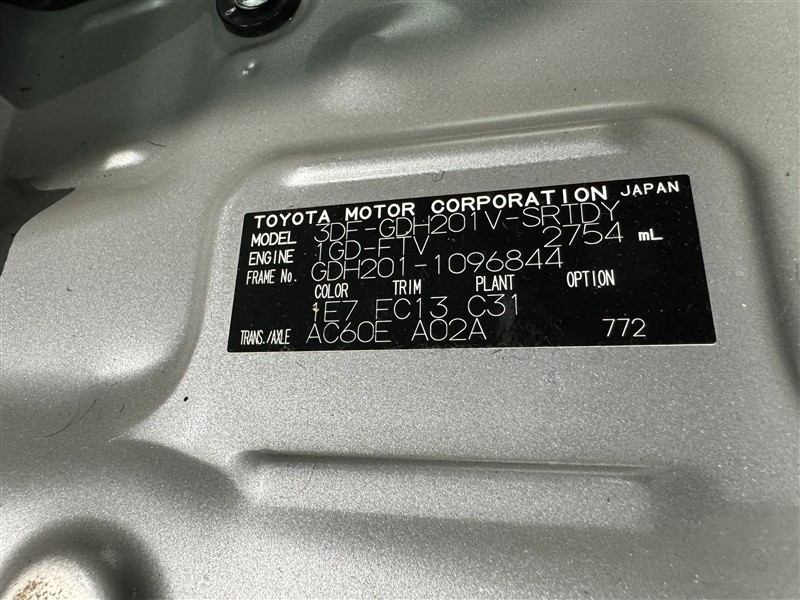 TOYOTA MOTOR CORPORATION JAPAN
MODEL 3DF-GDH201V-SRTDY
ENGINE 1GD-FTV 2754 mL
FRAME No. GDH201-1096844
COLOR TRIM PLANT OPTION
1E7 EC13 C31
TRANS./AXLE AC60E A02A 772